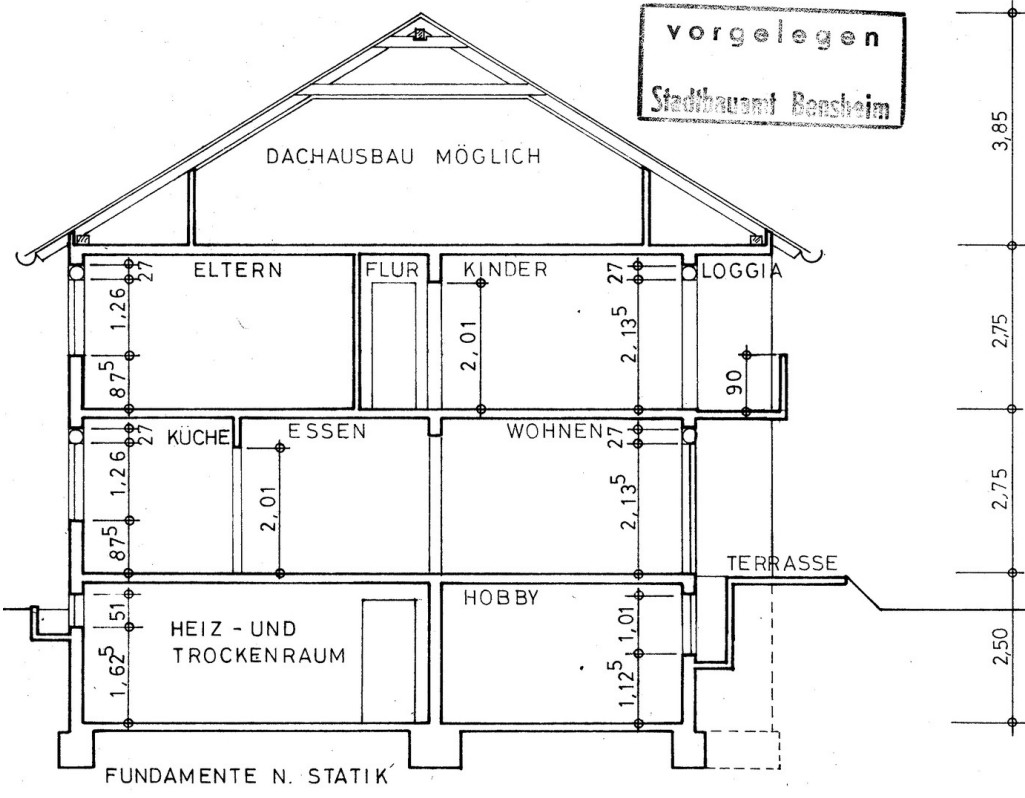 vorgelegen
Stadtbauamt Bensheim
3,85
DACHAUSBAU MÖGLICH
ELTERN
FLUR
KINDER
LOGGIA
27
27
1,26
2,01
2,13⁵
2,75
87⁵
90
KÜCHE
ESSEN
WOHNEN
27
27
1,26
2,01
2,13⁵
2,75
87⁵
TERRASSE
HOBBY
51
1,01
HEIZ - UND
TROCKENRAUM
2,50
1,62⁵
1,12⁵
FUNDAMENTE N. STATIK